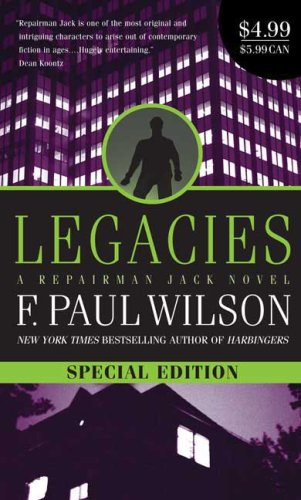 "Repairman Jack is one of the most original and
intriguing characters to arise out of contemporary
fiction in ages....Hugely entertaining."
Dean Koontz
$4.99
$5.99 CAN
LEGACIES
A REPAIRMAN JACK NOVEL
F. PAUL WILSON
NEW YORK TIMES BESTSELLING AUTHOR OF HARBINGERS
SPECIAL EDITION